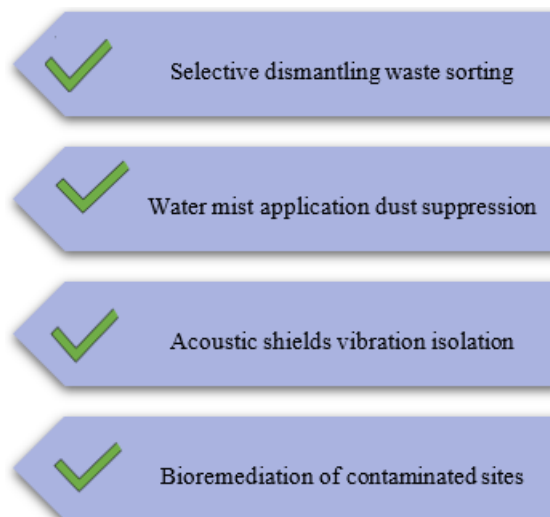 Selective dismantling waste sorting
Water mist application dust suppression
Acoustic shields vibration isolation
Bioremediation of contaminated sites